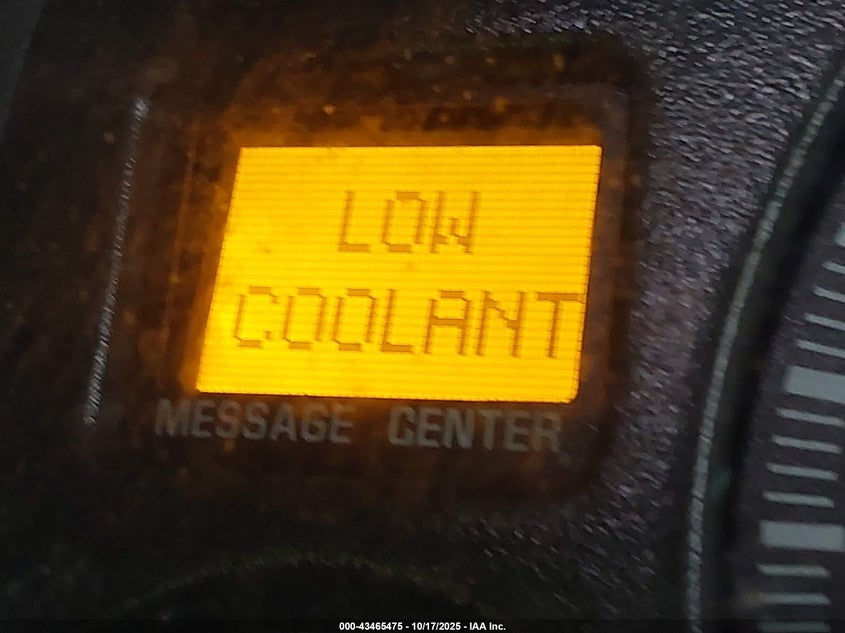 LOW
COOLANT
MESSAGE CENTER
000-43465475 - 10/17/2025 - IAA Inc.